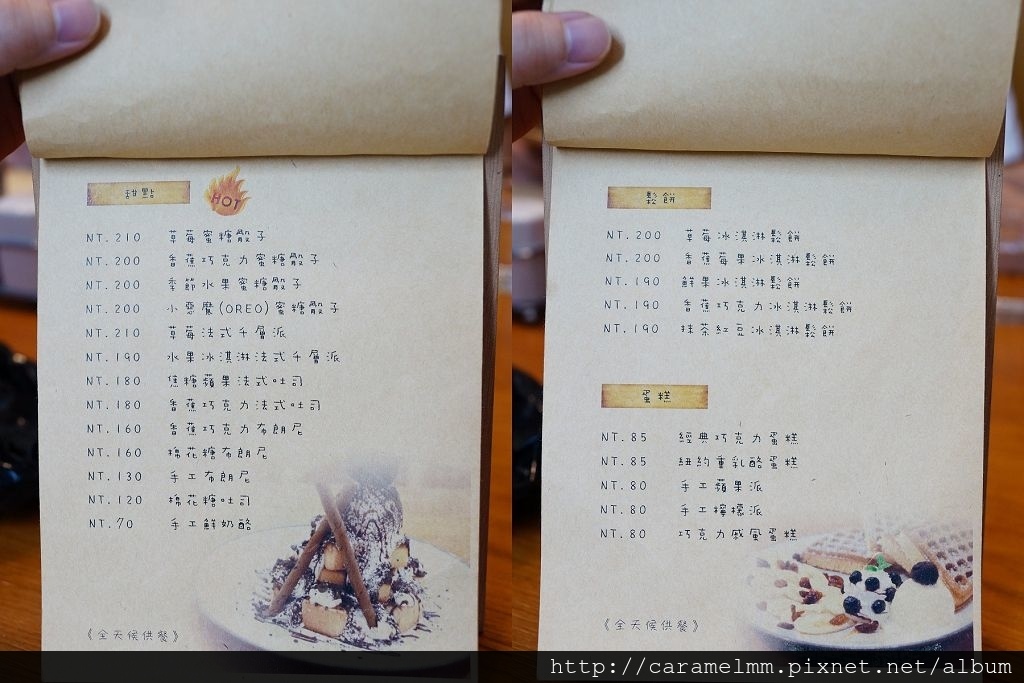 甜點
HOT
NT.210 草莓蜜糖骰子
NT.200 香蕉巧克力蜜糖骰子
NT.200 季節水果蜜糖骰子
NT.200 小惡魔(OREO)蜜糖骰子
NT.210 草莓法式千層派
NT.190 水果冰淇淋法式千層派
NT.180 焦糖蘋果法式吐司
NT.180 香蕉巧克力法式吐司
NT.160 香蕉巧克力布朗尼
NT.160 棉花糖布朗尼
NT.130 手工布朗尼
NT.120 棉花糖吐司
NT.70 手工鮮奶酪
《全天候供餐》
鬆餅
NT.200 草莓冰淇淋鬆餅
NT.200 香蕉莓果冰淇淋鬆餅
NT.190 鮮果冰淇淋鬆餅
NT.190 香蕉巧克力冰淇淋鬆餅
NT.190 抹茶紅豆冰淇淋鬆餅
蛋糕
NT.85 經典巧克力蛋糕
NT.85 紐約重乳酪蛋糕
NT.80 手工蘋果派
NT.80 手工檸檬派
NT.80 巧克力戚風蛋糕
《全天候供餐》
http://caramelmm.pixnet.net/album